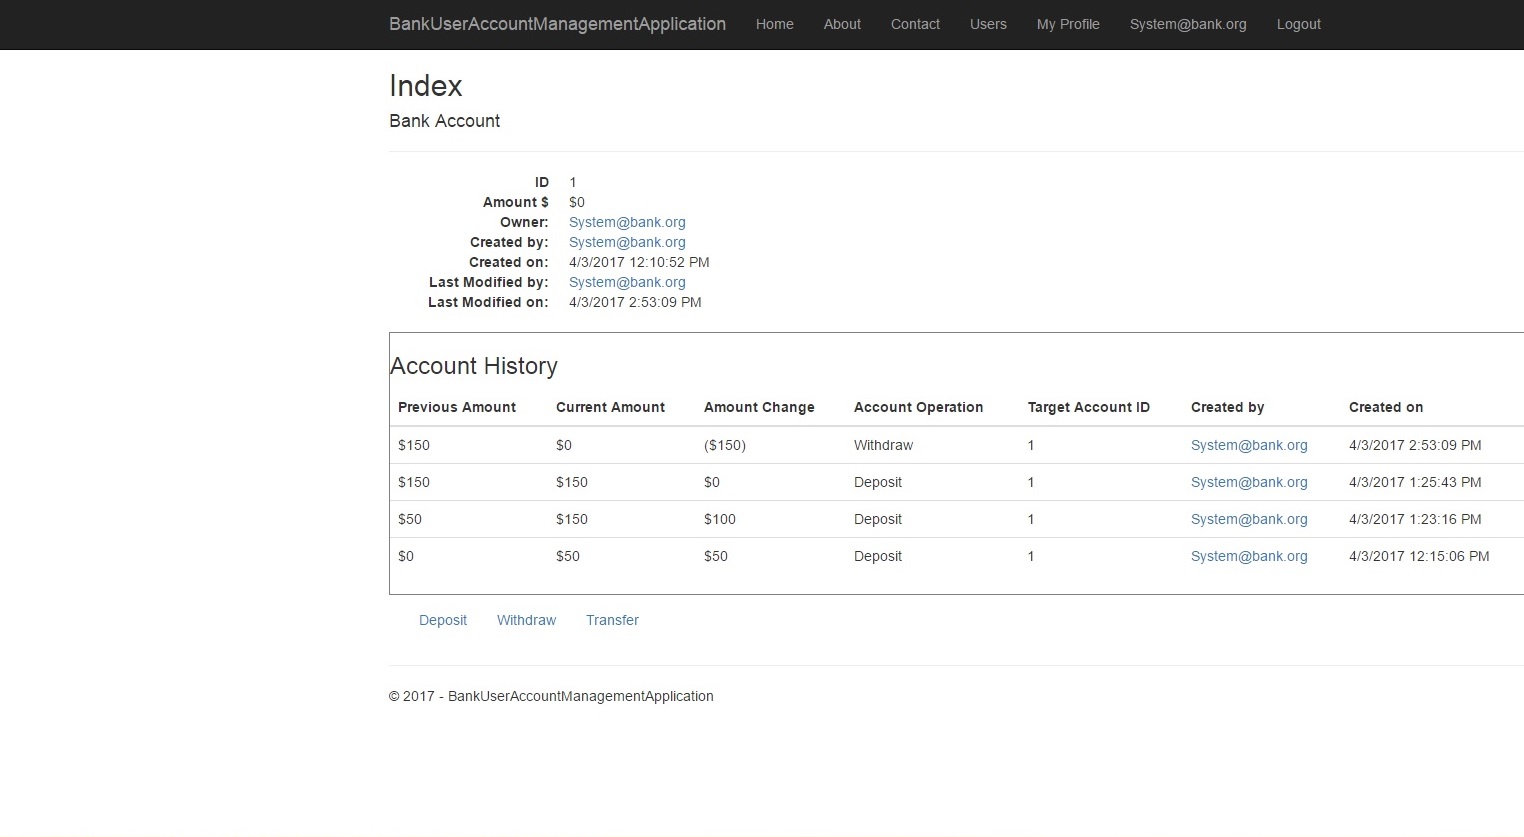 BankUserAccountManagementApplication Home About Contact Users My Profile System@bank.org Logout
Index
Bank Account
ID 1
Amount $ $0
Owner: System@bank.org
Created by: System@bank.org
Created on: 4/3/2017 12:10:52 PM
Last Modified by: System@bank.org
Last Modified on: 4/3/2017 2:53:09 PM
Account History
Previous Amount Current Amount Amount Change Account Operation Target Account ID Created by Created on
$150 $0 ($150) Withdraw 1 System@bank.org 4/3/2017 2:53:09 PM
$150 $150 $0 Deposit 1 System@bank.org 4/3/2017 1:25:43 PM
$50 $150 $100 Deposit 1 System@bank.org 4/3/2017 1:23:16 PM
$0 $50 $50 Deposit 1 System@bank.org 4/3/2017 12:15:06 PM
Deposit Withdraw Transfer
© 2017 - BankUserAccountManagementApplication